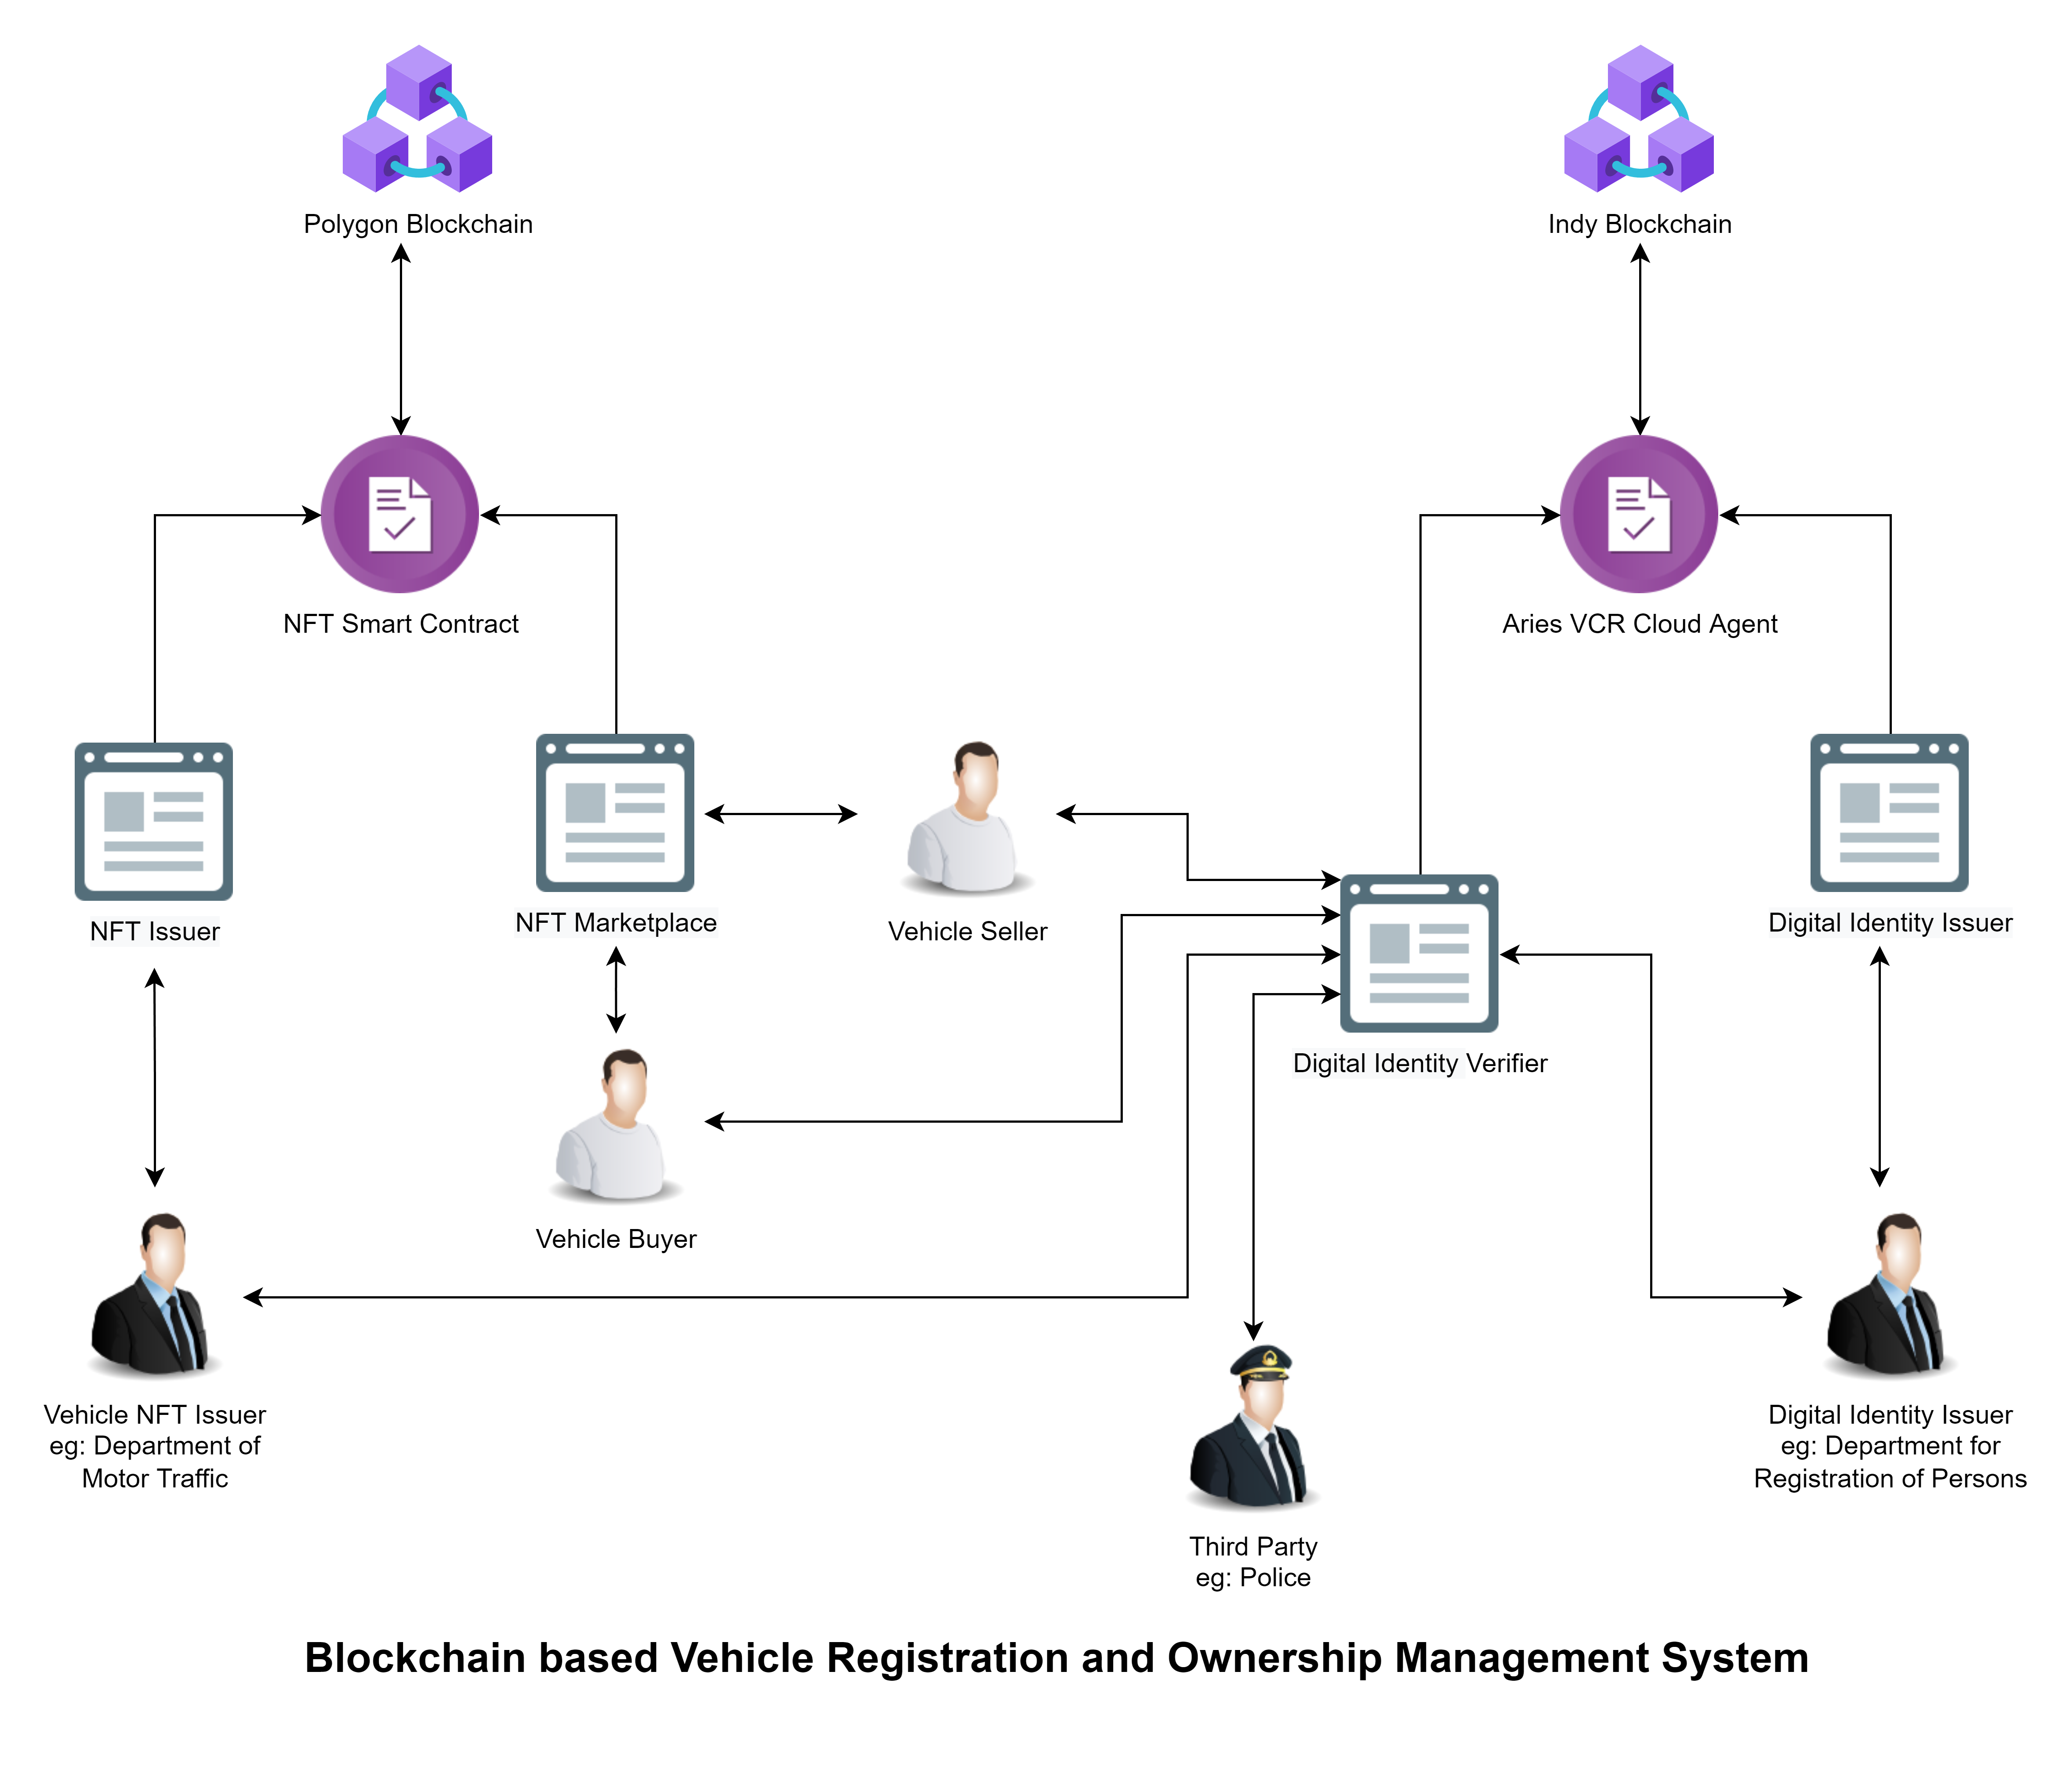 Polygon Blockchain
Indy Blockchain
NFT Smart Contract
Aries VCR Cloud Agent
NFT Issuer
NFT Marketplace
Vehicle Seller
Digital Identity Issuer
Digital Identity Verifier
Vehicle Buyer
Vehicle NFT Issuer
eg: Department of
Motor Traffic
Digital Identity Issuer
eg: Department for
Registration of Persons
Third Party
eg: Police
Blockchain based Vehicle Registration and Ownership Management System